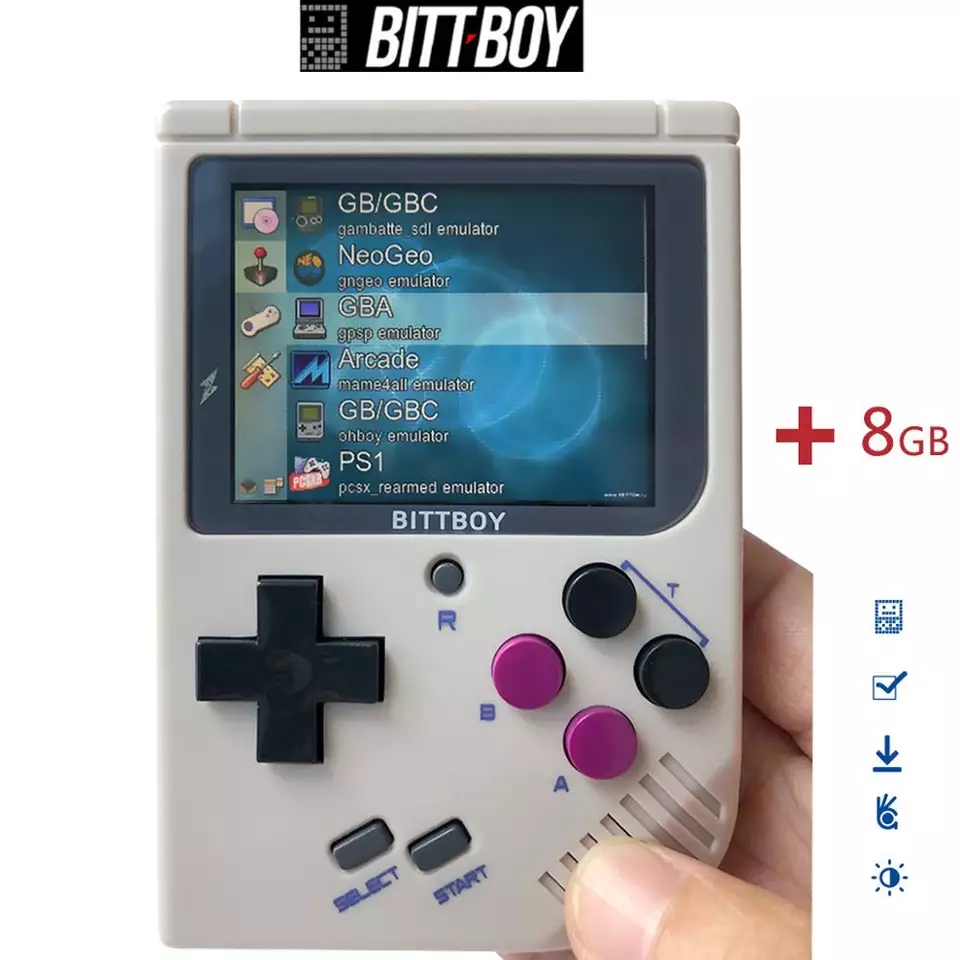 BITTBOY
GB/GBC
gambatte_sdl emulator
NeoGeo
gngeo emulator
GBA
gpsp emulator
Arcade
mame4all emulator
GB/GBC
ohboy emulator
PS1
pcsx_rearmed emulator
BITTBOY
+ 8GB
R
T
B
A
SELECT
START